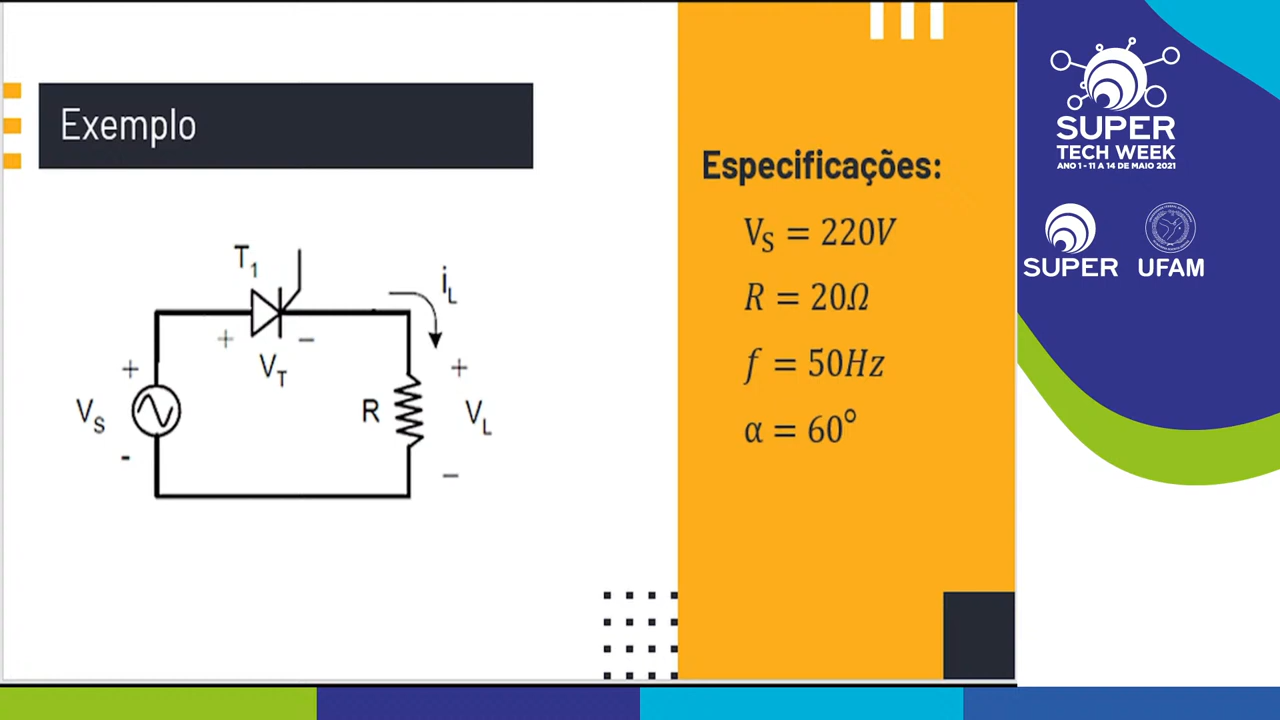 Exemplo
T1
iL
+
−
VT
+
VS
-
R
+
VL
−
Especificações:
VS = 220V
R = 20Ω
f = 50Hz
α = 60°
SUPER
TECH WEEK
ANO 1 - 11 A 14 DE MAIO 2021
SUPER
UFAM